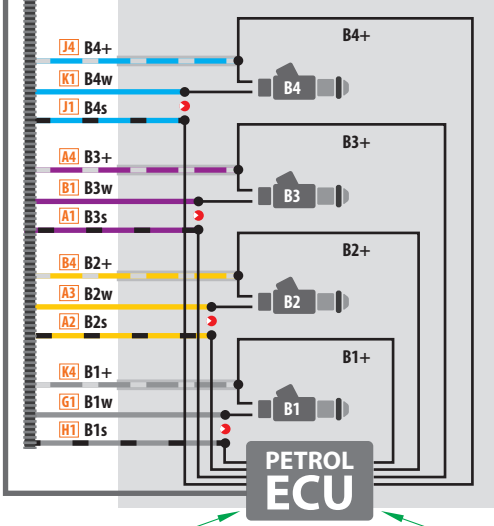 B4+
J4 B4+
K1 B4w
B4
J1 B4s
B3+
A4 B3+
B1 B3w
B3
A1 B3s
B2+
B4 B2+
A3 B2w
B2
A2 B2s
B1+
K4 B1+
G1 B1w
B1
H1 B1s
PETROL
ECU